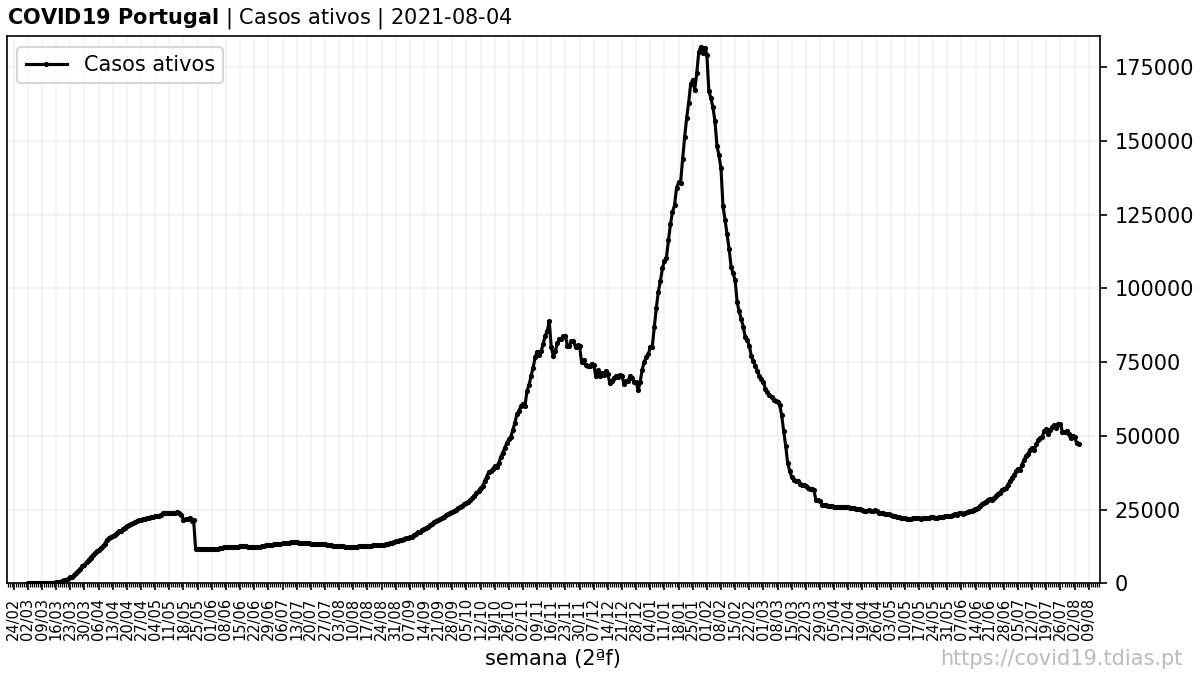 COVID19 Portugal | Casos ativos | 2021-08-04
Casos ativos
175000
150000
125000
100000
75000
50000
25000
0
24/02 02/03 09/03 16/03 23/03 30/03 06/04 13/04 20/04 27/04 04/05 11/05 18/05 25/05 01/06 08/06 15/06 22/06 29/06 06/07 13/07 20/07 27/07 03/08 10/08 17/08 24/08 31/08 07/09 14/09 21/09 28/09 05/10 12/10 19/10 26/10 02/11 09/11 16/11 23/11 30/11 07/12 14/12 21/12 28/12 04/01 11/01 18/01 25/01 01/02 08/02 15/02 22/02 01/03 08/03 15/03 22/03 29/03 05/04 12/04 19/04 26/04 03/05 10/05 17/05 24/05 31/05 07/06 14/06 21/06 28/06 05/07 12/07 19/07 26/07 02/08 09/08
semana (2ªf)
https://covid19.tdias.pt